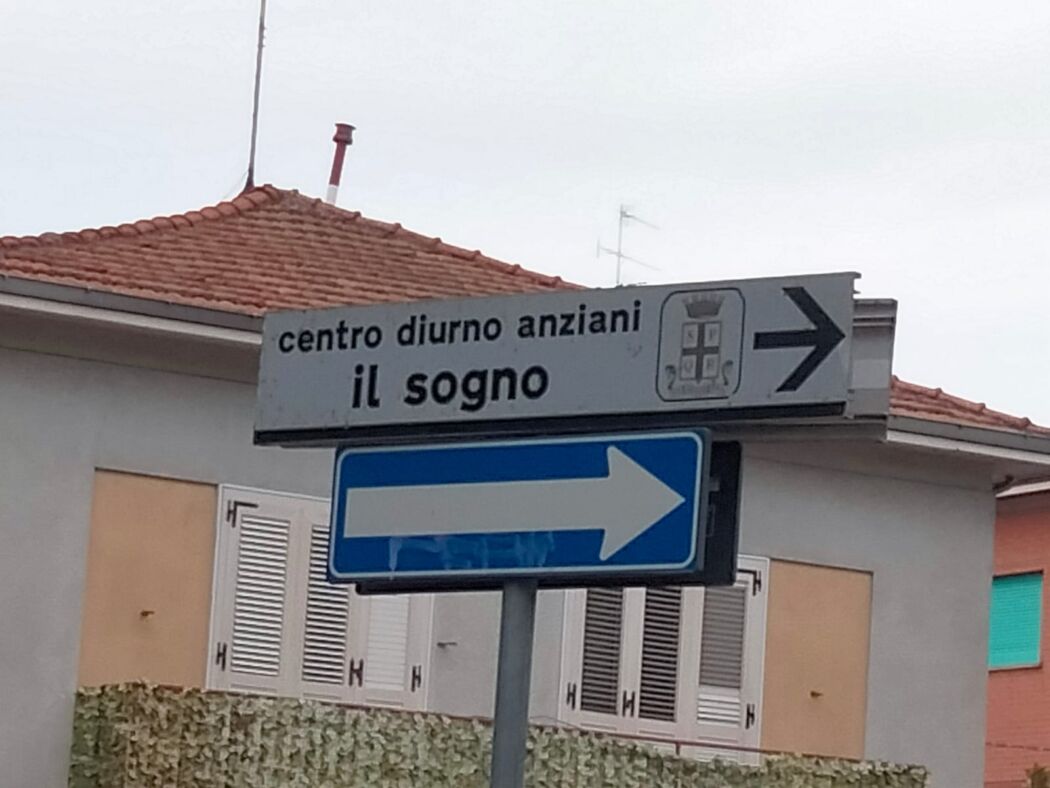 centro diurno anziani
il sogno